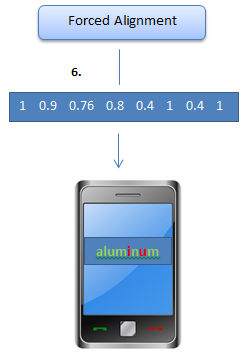 Forced Alignment
6.
1 0.9 0.76 0.8 0.4 1 0.4 1
aluminum